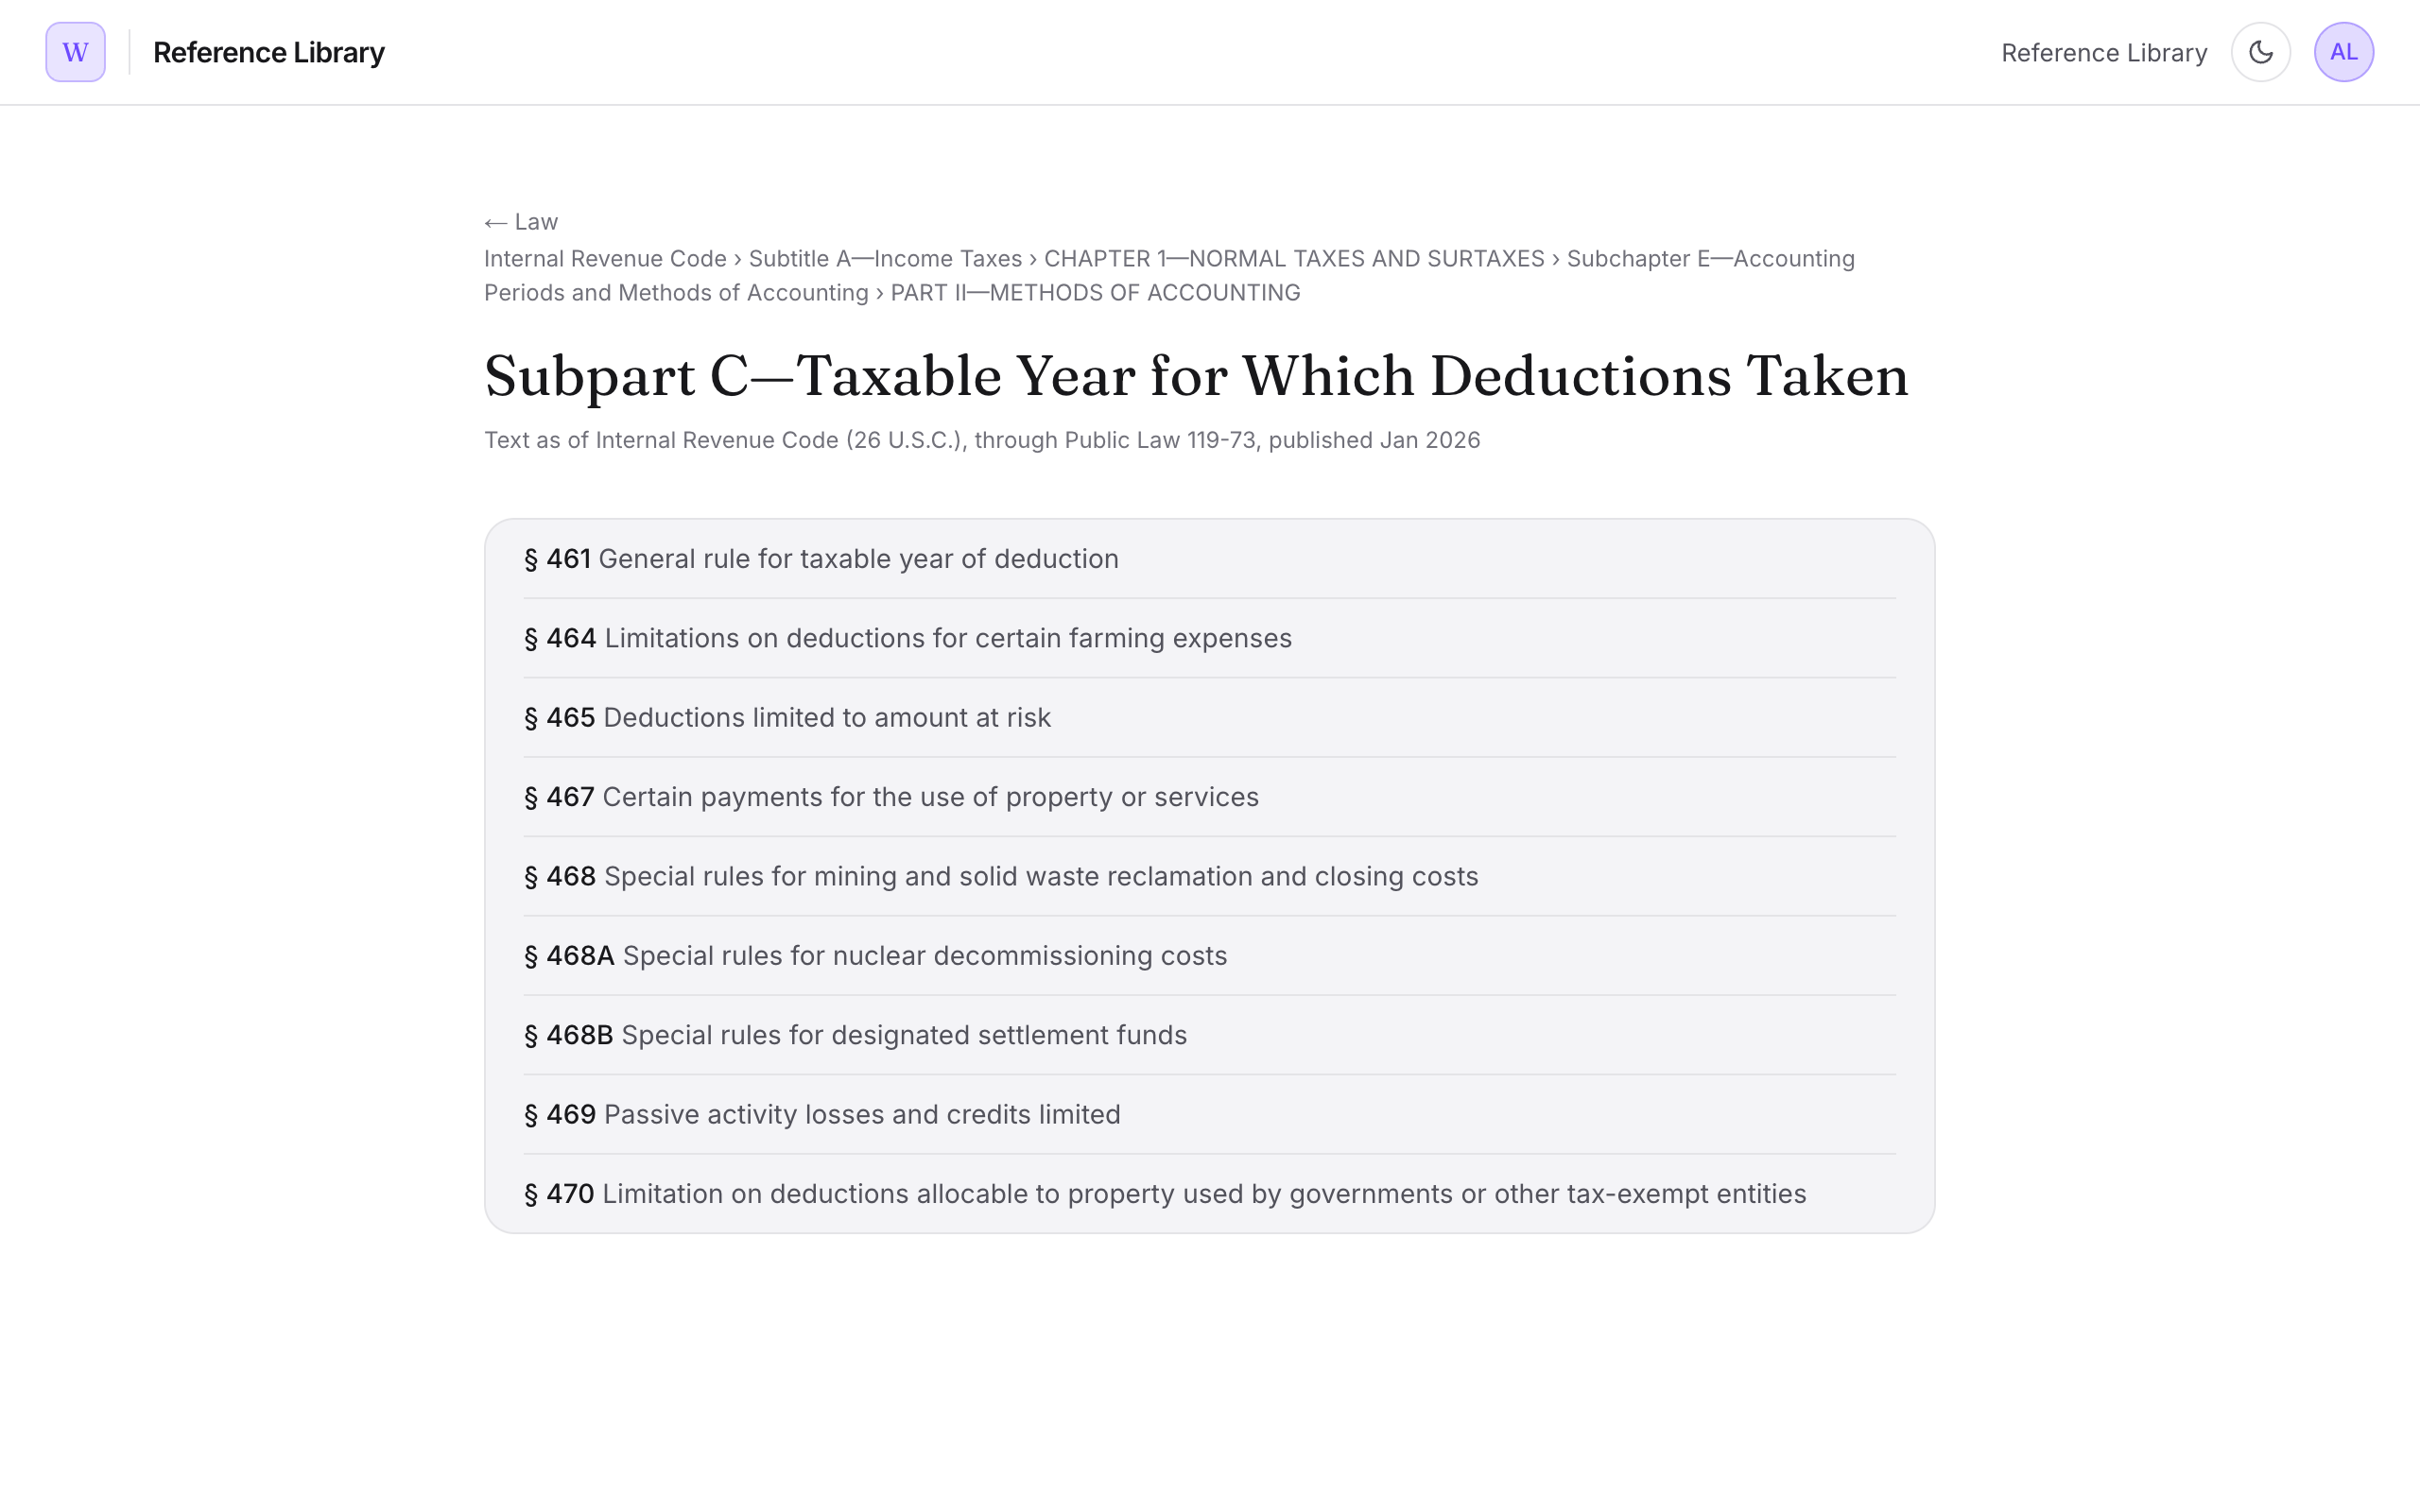 W
Reference Library
Reference Library
AL
← Law
Internal Revenue Code › Subtitle A—Income Taxes › CHAPTER 1—NORMAL TAXES AND SURTAXES › Subchapter E—Accounting
Periods and Methods of Accounting › PART II—METHODS OF ACCOUNTING
Subpart C—Taxable Year for Which Deductions Taken
Text as of Internal Revenue Code (26 U.S.C.), through Public Law 119-73, published Jan 2026
§ 461 General rule for taxable year of deduction
§ 464 Limitations on deductions for certain farming expenses
§ 465 Deductions limited to amount at risk
§ 467 Certain payments for the use of property or services
§ 468 Special rules for mining and solid waste reclamation and closing costs
§ 468A Special rules for nuclear decommissioning costs
§ 468B Special rules for designated settlement funds
§ 469 Passive activity losses and credits limited
§ 470 Limitation on deductions allocable to property used by governments or other tax-exempt entities